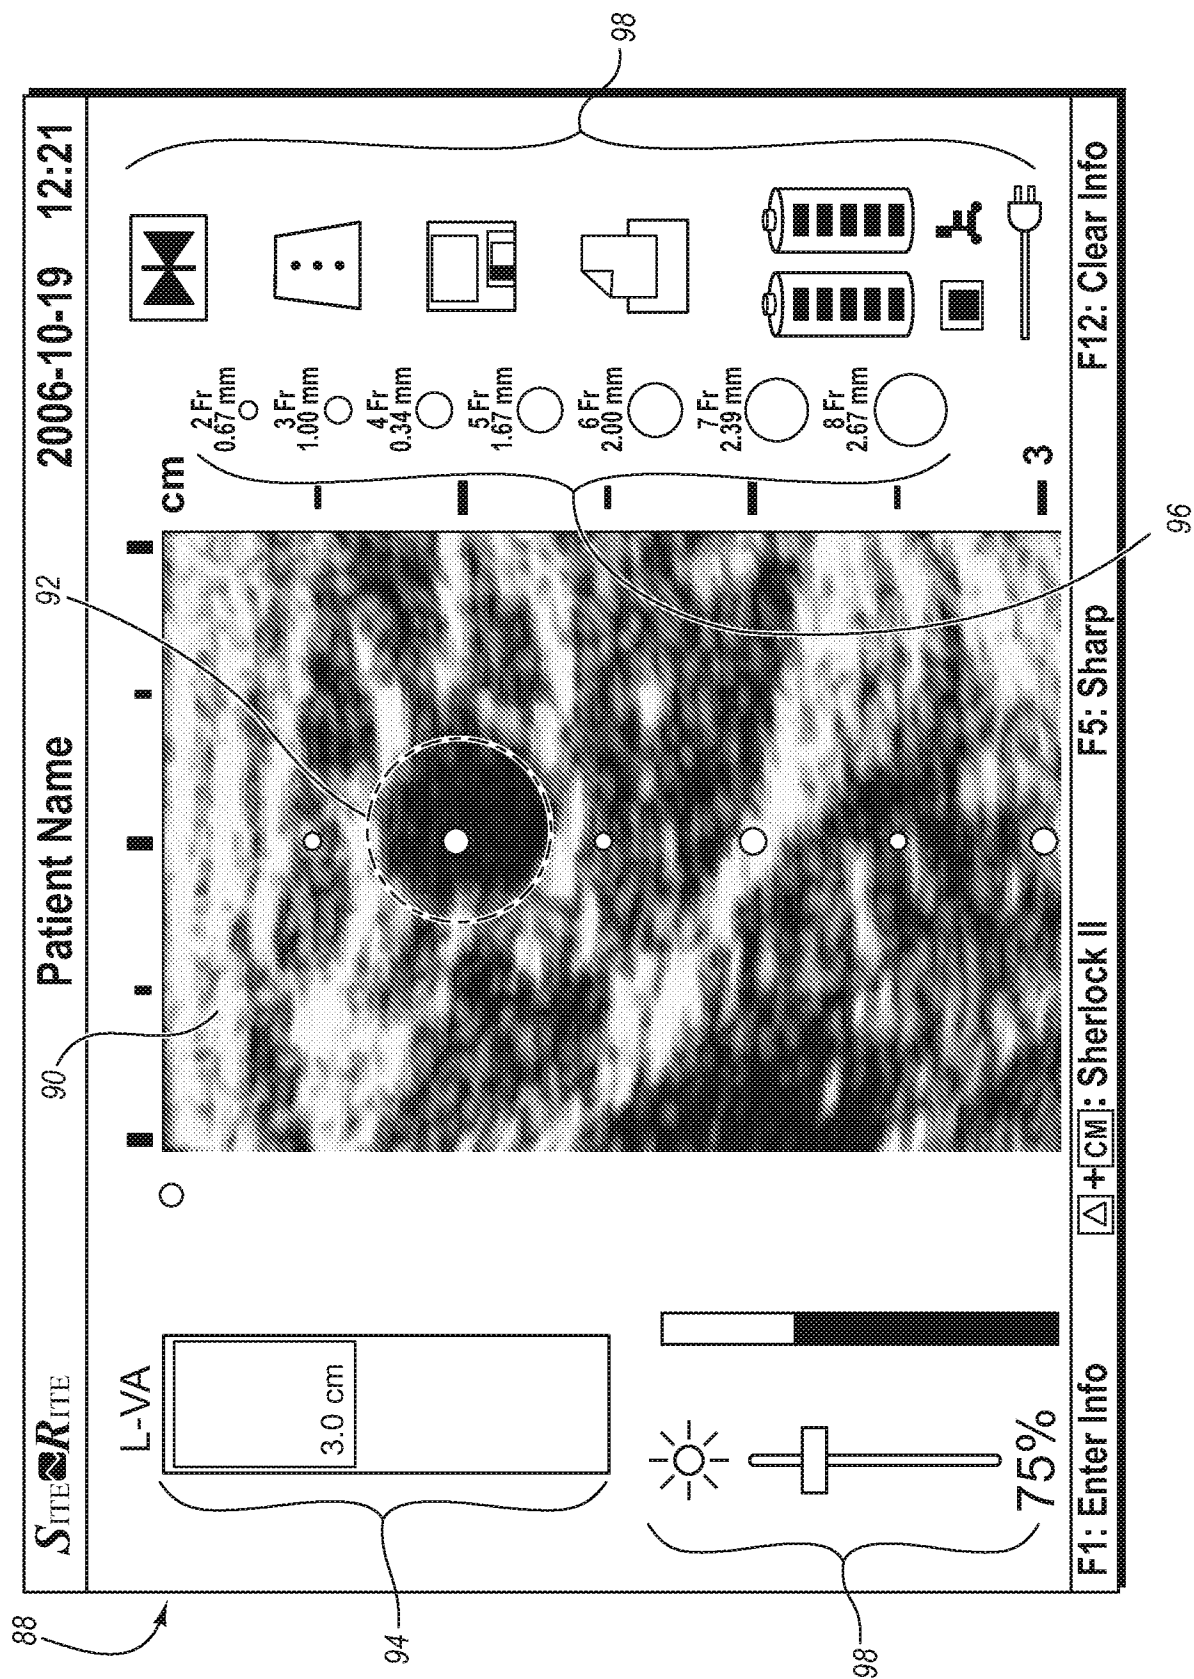 88
SITE RITE
Patient Name
2006-10-19 12:21
90
92
98
L-VA
3.0 cm
94
cm
2 Fr
0.67 mm
3 Fr
1.00 mm
4 Fr
0.34 mm
5 Fr
1.67 mm
6 Fr
2.00 mm
7 Fr
2.39 mm
8 Fr
2.67 mm
3
75%
98
96
F1: Enter Info
△+CM: Sherlock II
F5: Sharp
F12: Clear Info